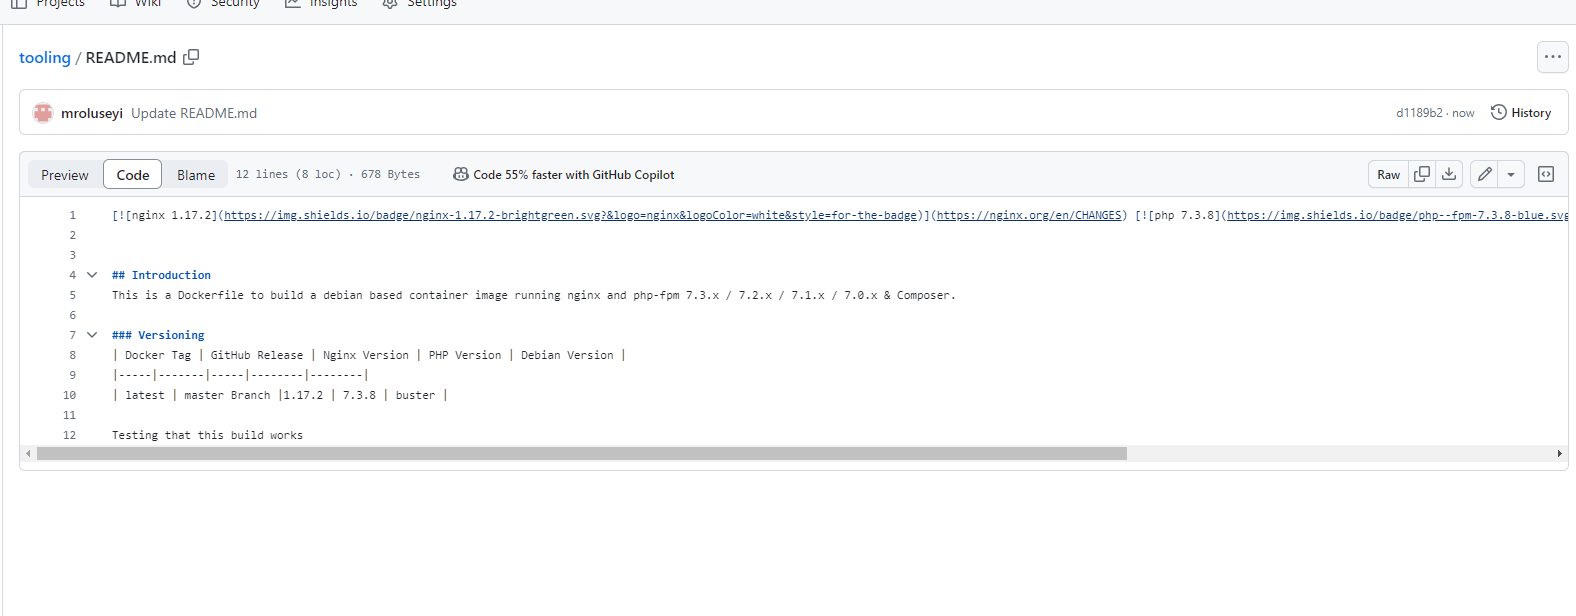 Projects Wiki Security Insights Settings
tooling / README.md
mroluseyi Update README.md d1189b2 · now History
Preview Code Blame 12 lines (8 loc) · 678 Bytes Code 55% faster with GitHub Copilot Raw
1 [![nginx 1.17.2](https://img.shields.io/badge/nginx-1.17.2-brightgreen.svg?&logo=nginx&logoColor=white&style=for-the-badge)](https://nginx.org/en/CHANGES) [![php 7.3.8](https://img.shields.io/badge/php--fpm-7.3.8-blue.svg
2
3
4 ## Introduction
5 This is a Dockerfile to build a debian based container image running nginx and php-fpm 7.3.x / 7.2.x / 7.1.x / 7.0.x & Composer.
6
7 ### Versioning
8 | Docker Tag | GitHub Release | Nginx Version | PHP Version | Debian Version |
9 |-----|-------|-----|--------|--------|
10 | latest | master Branch |1.17.2 | 7.3.8 | buster |
11
12 Testing that this build works